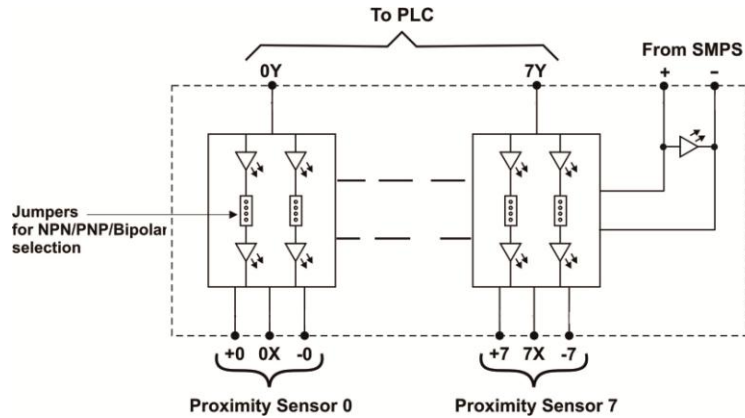 To PLC
From SMPS
0Y
7Y
+
-
Jumpers
for NPN/PNP/Bipolar
selection
+0 0X -0
+7 7X -7
Proximity Sensor 0
Proximity Sensor 7